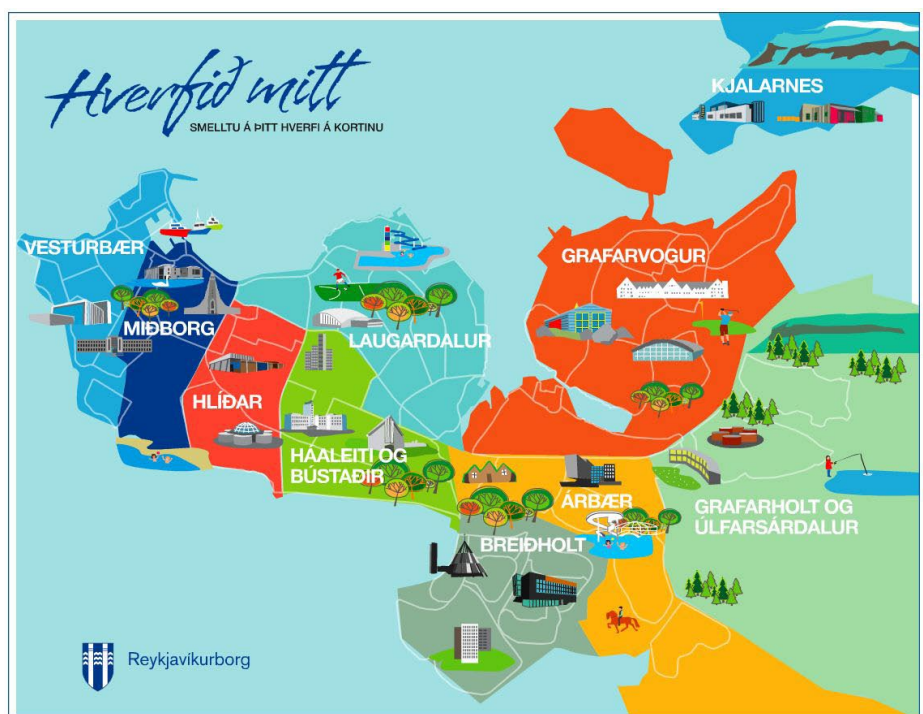 Hverfið mitt
SMELLTU Á ÞITT HVERFI Á KORTINU
KJALARNES
VESTURBÆR
GRAFARVOGUR
MIÐBORG
LAUGARDALUR
HLÍÐAR
HÁALEITI OG
BÚSTAÐIR
ÁRBÆR
GRAFARHOLT OG
ÚLFARSÁRDALUR
BREIÐHOLT
Reykjavíkurborg